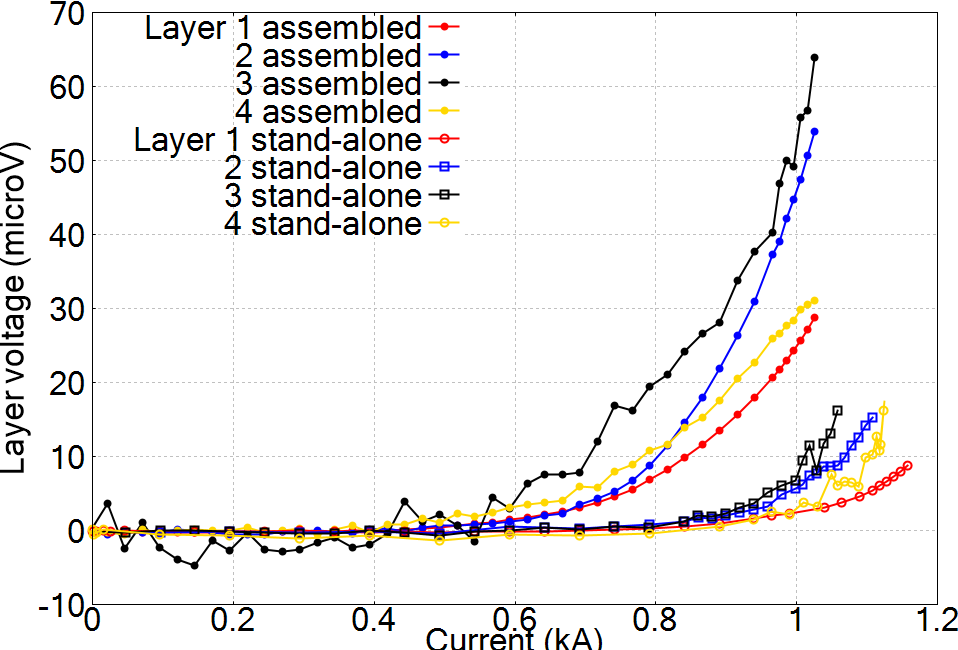 70
60
50
40
30
20
10
0
-10
Layer voltage (microV)
Layer 1 assembled
2 assembled
3 assembled
4 assembled
Layer 1 stand-alone
2 stand-alone
3 stand-alone
4 stand-alone
0 0.2 0.4 0.6 0.8 1 1.2
Current (kA)